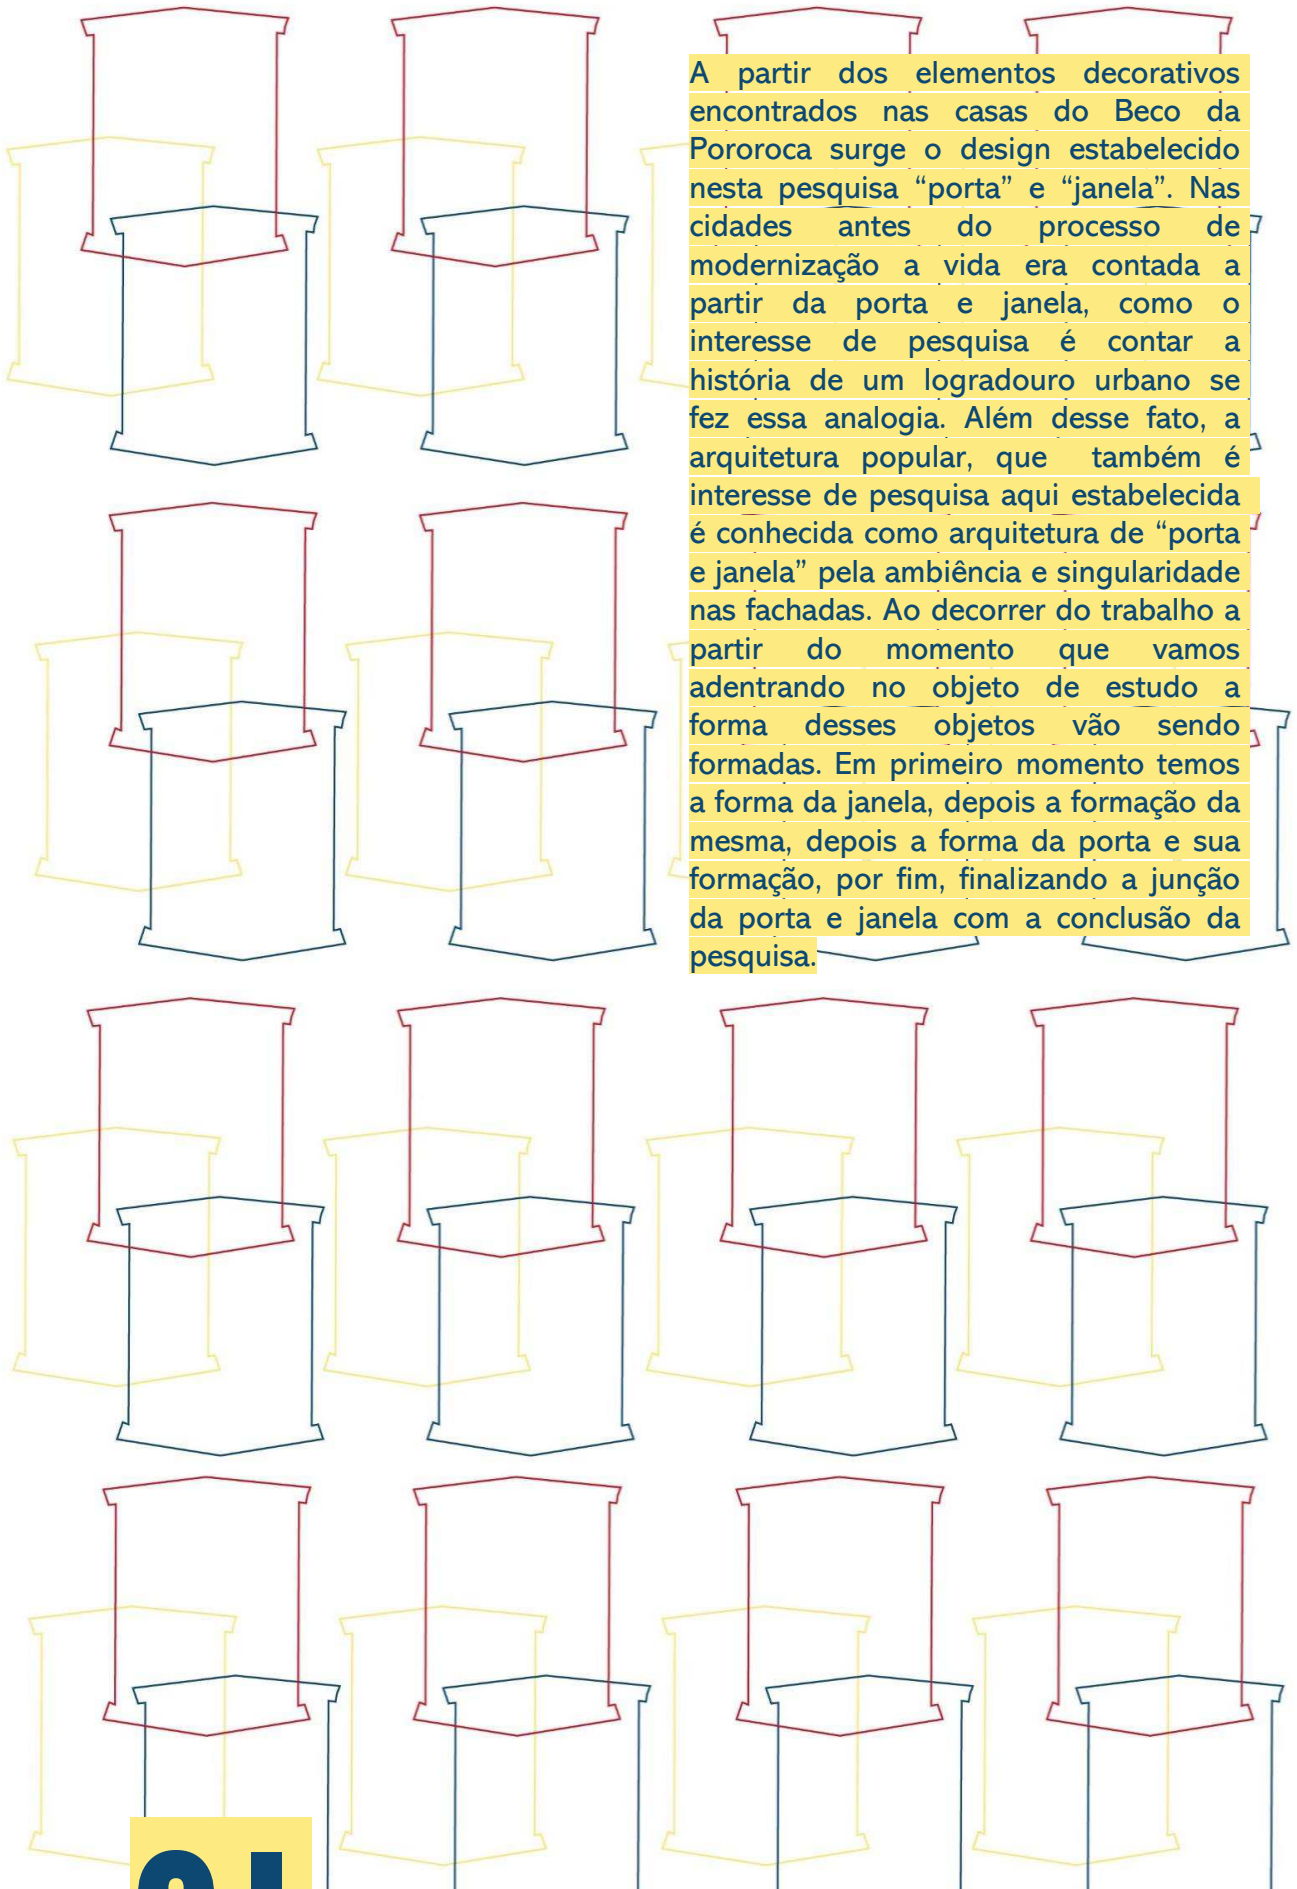 A partir dos elementos decorativos
encontrados nas casas do Beco da
Pororoca surge o design estabelecido
nesta pesquisa “porta” e “janela”. Nas
cidades antes do processo de
modernização a vida era contada a
partir da porta e janela, como o
interesse de pesquisa é contar a
história de um logradouro urbano se
fez essa analogia. Além desse fato, a
arquitetura popular, que também é
interesse de pesquisa aqui estabelecida
é conhecida como arquitetura de “porta
e janela” pela ambiência e singularidade
nas fachadas. Ao decorrer do trabalho a
partir do momento que vamos
adentrando no objeto de estudo a
forma desses objetos vão sendo
formadas. Em primeiro momento temos
a forma da janela, depois a formação da
mesma, depois a forma da porta e sua
formação, por fim, finalizando a junção
da porta e janela com a conclusão da
pesquisa.